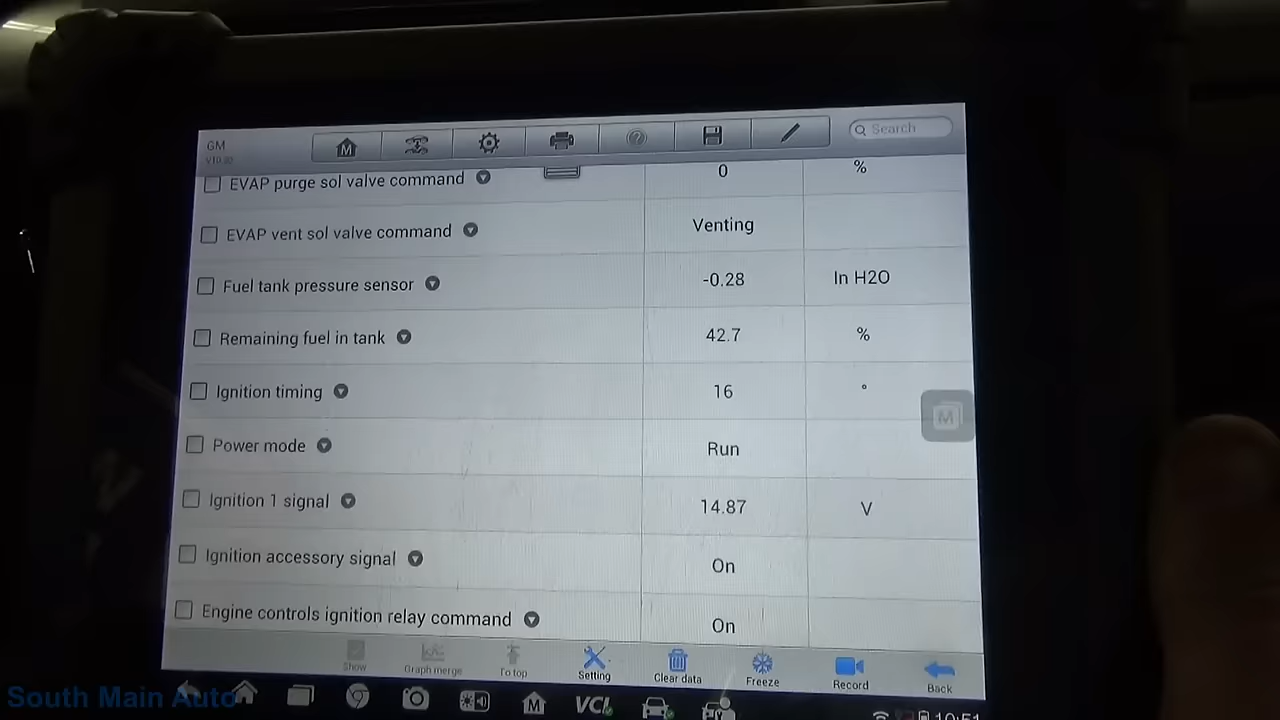 GM
Search
EVAP purge sol valve command 0 %
EVAP vent sol valve command Venting
Fuel tank pressure sensor -0.28 In H2O
Remaining fuel in tank 42.7 %
Ignition timing 16 °
Power mode Run
Ignition 1 signal 14.87 V
Ignition accessory signal On
Engine controls ignition relay command On
Show Graph merge To top Setting Clear data Freeze Record Back
South Main Auto
VCI
10:51